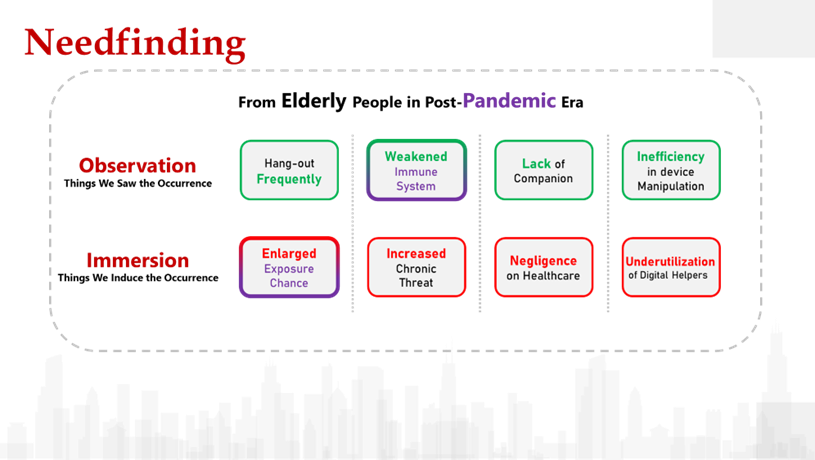 Needfinding
From Elderly People in Post-Pandemic Era
Observation
Things We Saw the Occurrence
Hang-out
Frequently
Weakened
Immune
System
Lack of
Companion
Inefficiency
in device
Manipulation
Immersion
Things We Induce the Occurrence
Enlarged
Exposure
Chance
Increased
Chronic
Threat
Negligence
on Healthcare
Underutilization
of Digital Helpers